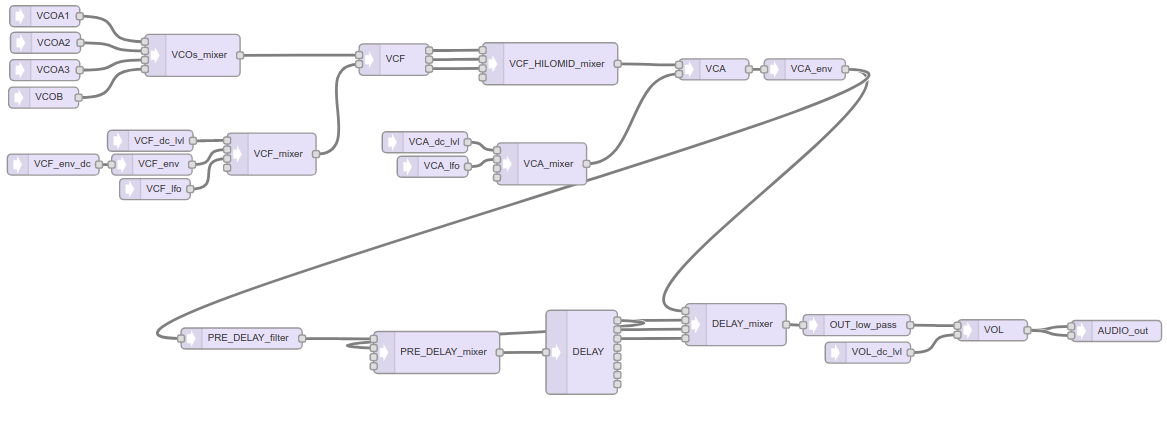 VCOA1
VCOA2
VCOA3
VCOB
VCOs_mixer
VCF
VCF_HILOMID_mixer
VCA
VCA_env
VCF_dc_lvl
VCF_env_dc
VCF_env
VCF_lfo
VCF_mixer
VCA_dc_lvl
VCA_lfo
VCA_mixer
PRE_DELAY_filter
PRE_DELAY_mixer
DELAY
DELAY_mixer
OUT_low_pass
VOL_dc_lvl
VOL
AUDIO_out